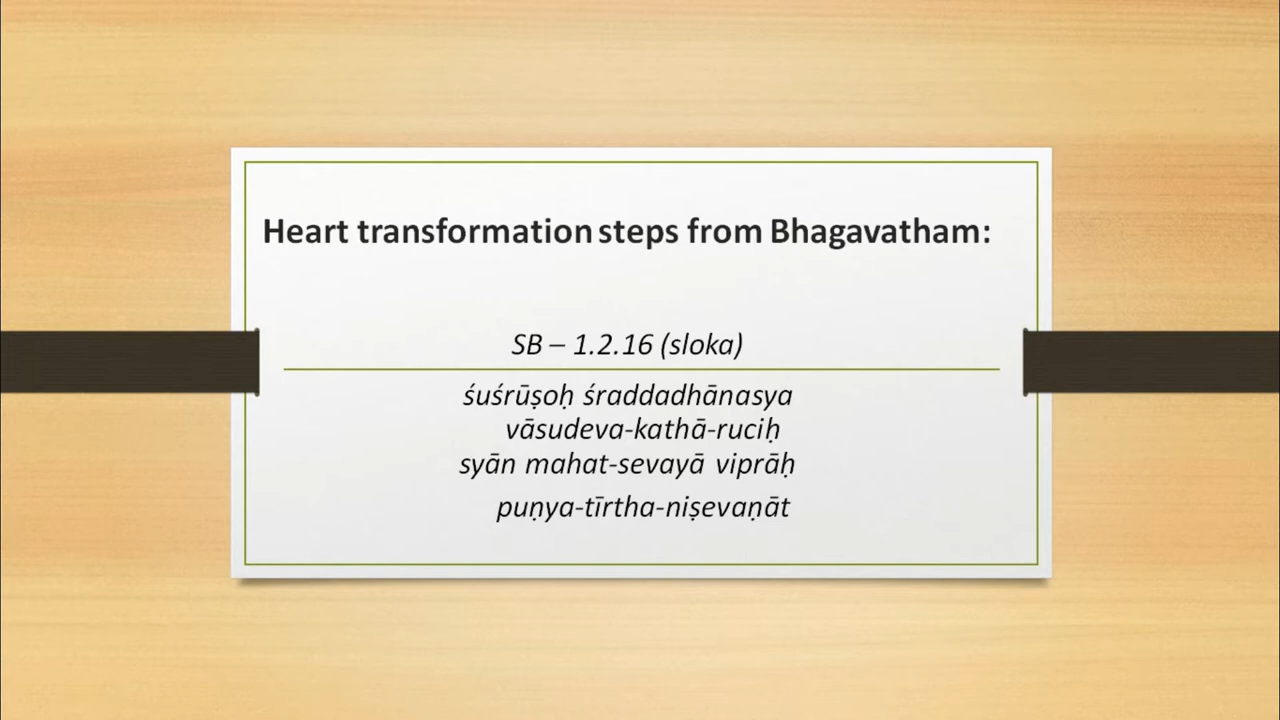 Heart transformation steps from Bhagavatham:
SB – 1.2.16 (sloka)
śuśrūṣoḥ śraddadhānasya
vāsudeva-kathā-ruciḥ
syān mahat-sevayā viprāḥ
puṇya-tīrtha-niṣevaṇāt